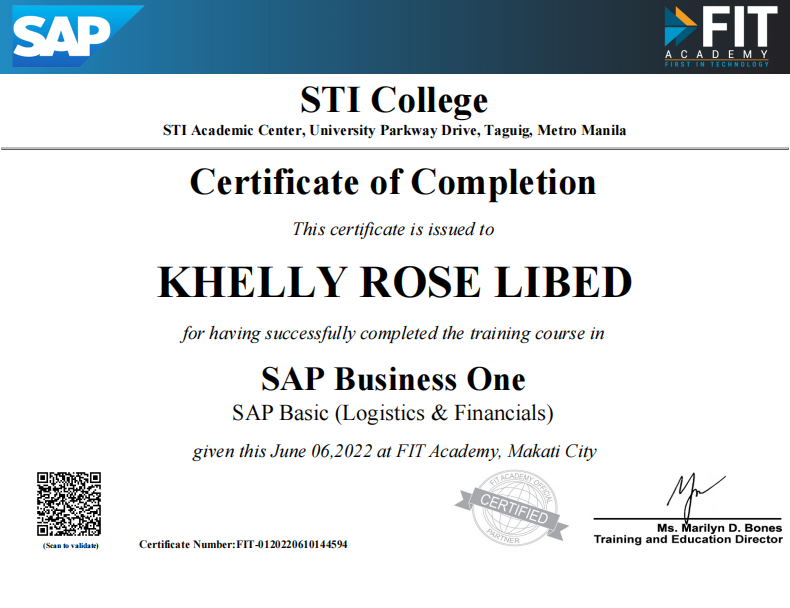 SAP
FIT
ACADEMY
FIRST IN TECHNOLOGY
STI College
STI Academic Center, University Parkway Drive, Taguig, Metro Manila
Certificate of Completion
This certificate is issued to
KHELLY ROSE LIBED
for having successfully completed the training course in
SAP Business One
SAP Basic (Logistics & Financials)
given this June 06,2022 at FIT Academy, Makati City
FIT ACADEMY OFFICIAL
CERTIFIED
PARTNER
Ms. Marilyn D. Bones
Training and Education Director
(Scan to validate)
Certificate Number:FIT-0120220610144594